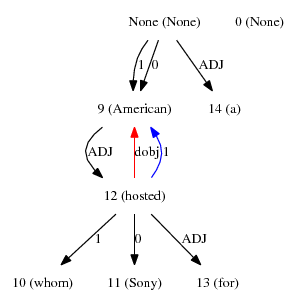 None (None) 0 (None)
1 0 ADJ
9 (American) 14 (a)
ADJ dobj 1
12 (hosted)
1 0 ADJ
10 (whom) 11 (Sony) 13 (for)